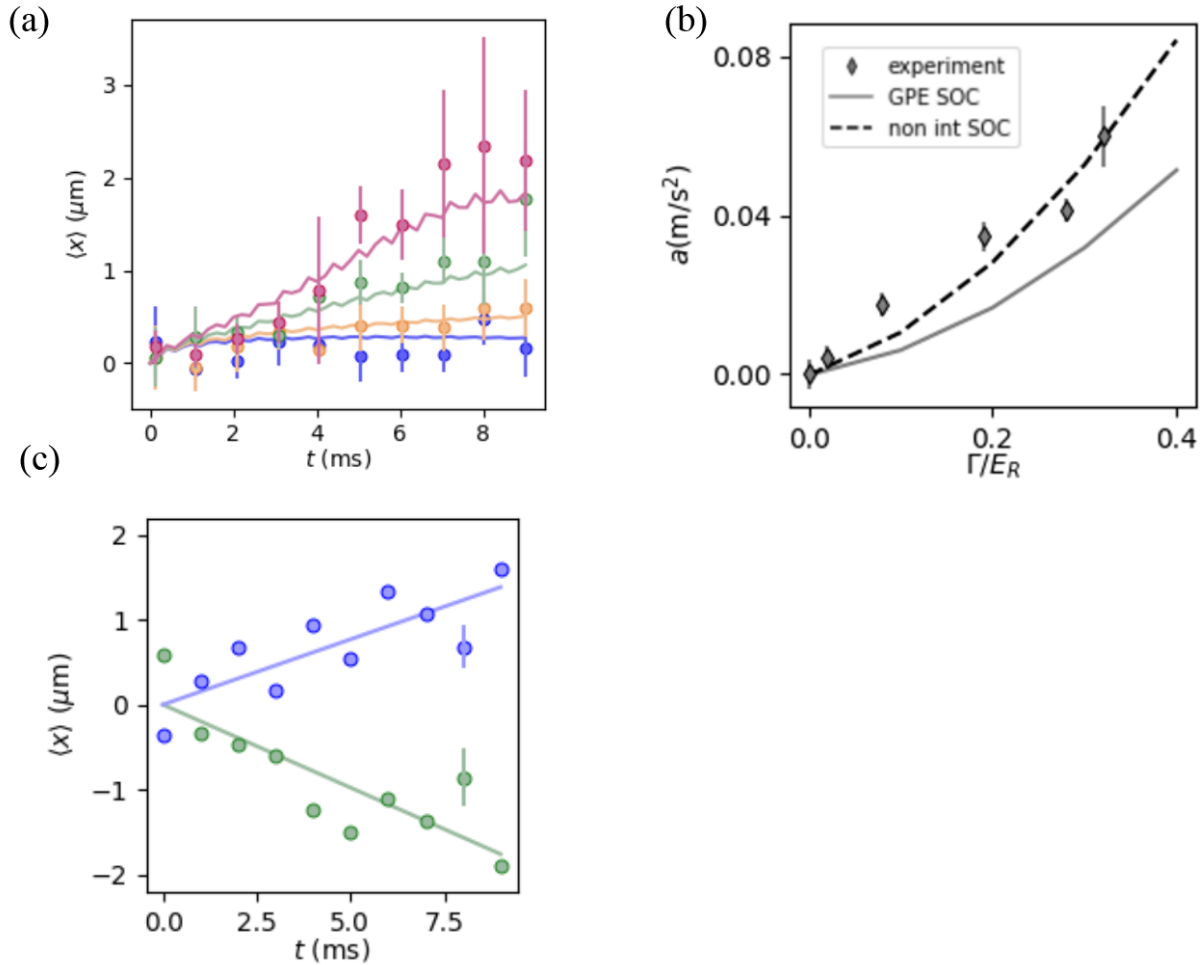 (a)
3
2
1
0
⟨x⟩ (μm)
0 2 4 6 8
t (ms)
(b)
0.08
0.04
0.00
a(m/s²)
experiment
GPE SOC
non int SOC
0.0 0.2 0.4
Γ/E_R
(c)
2
1
0
−1
−2
⟨x⟩ (μm)
0.0 2.5 5.0 7.5
t (ms)